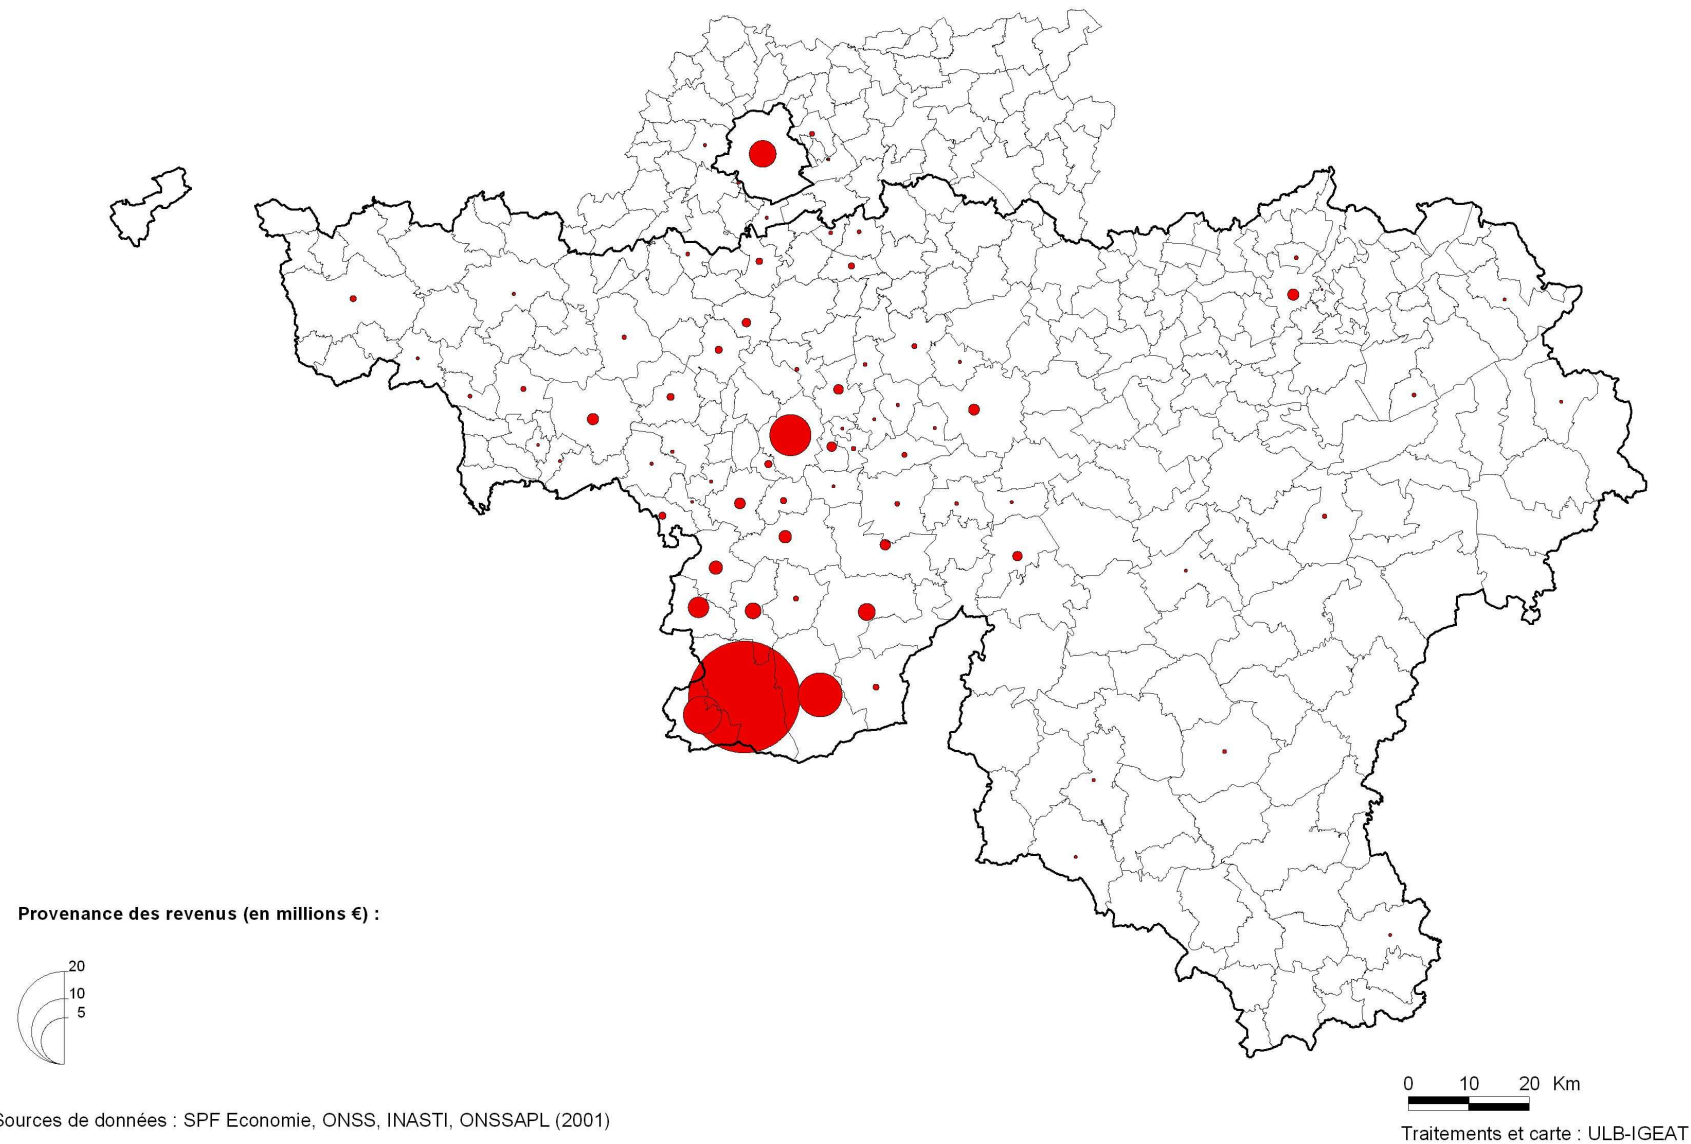 Provenance des revenus (en millions €) :
20
10
5
0 10 20 Km
Sources de données : SPF Economie, ONSS, INASTI, ONSSAPL (2001)
Traitements et carte : ULB-IGEAT